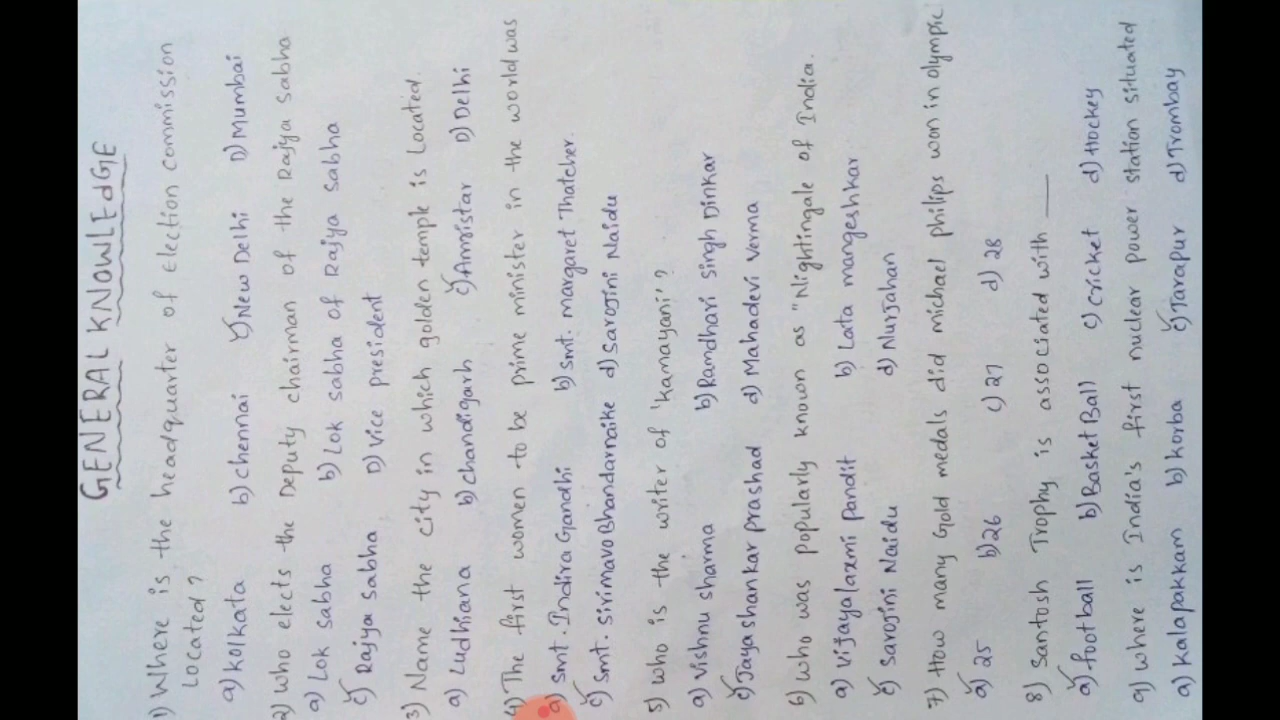 GENERAL KNOWLEdGE
1) Where is the headquarter of Election commission
Located?
a) Kolkata b) chennai c) New Delhi D) Mumbai
2) Who elects the Deputy chairman of the Rajya sabha
a) Lok sabha b) Lok sabha of Rajya sabha
c) Rajya sabha D) Vice president
3) Name the city in which golden temple is Located.
a) Ludhiana b) chandigarh c) Amristar D) Delhi
4) The first women to be prime minister in the world was
a) Smt. Indira Gandhi b) Smt. margaret Thatcher
c) Smt. Sirimavo Bhandarnaike d) Sarojini Naidu
5) Who is the writer of 'kamayani'?
a) Vishnu sharma b) Ramdhari singh Dinkar
c) Jayashankar prashad d) Mahadevi verma
6) Who was popularly known as "Nightingale of India.
a) Vijayalaxmi pandit b) Lata mangeshkar
c) Sarojini Naidu d) Nurjahan
7) How many Gold medals did michael philips won in Olympic
a) 25 b) 26 c) 27 d) 28
8) Santosh Trophy is associated with ___
a) football b) BasketBall c) cricket d) Hockey
9) where is India's first nuclear power station situated
a) kalapakkam b) korba c) Tarapur d) Trombay